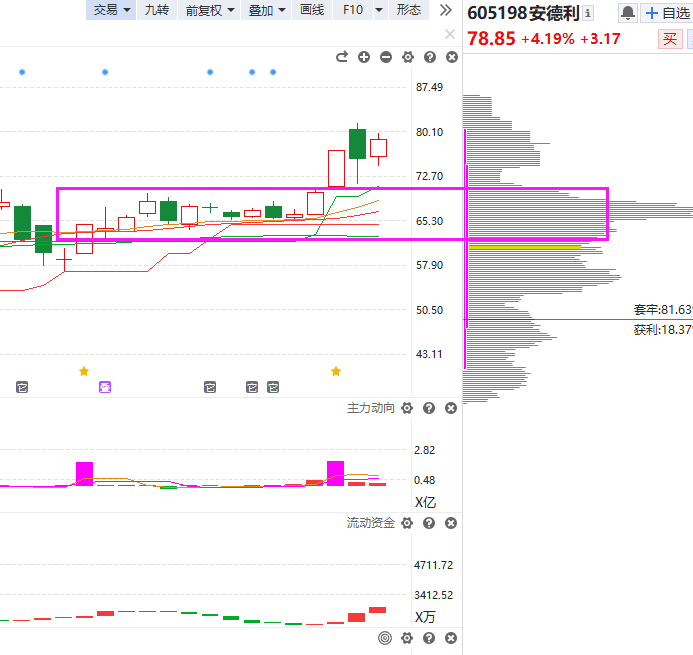 交易 九转 前复权 叠加 画线 F10 形态
605198安德利
自选
78.85 +4.19% +3.17
买
87.49
80.10
72.70
65.30
57.90
50.50
43.11
套牢:81.63%
获利:18.37%
主力动向
2.82
0.48
X亿
流动资金
4711.72
3412.52
X万